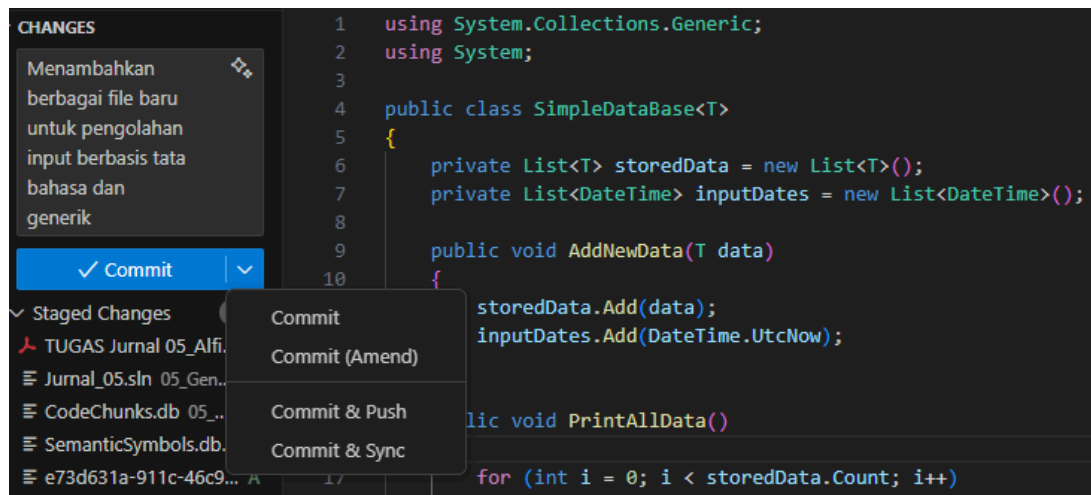 CHANGES
Menambahkan
berbagai file baru
untuk pengolahan
input berbasis tata
bahasa dan
generik
Commit
Staged Changes
TUGAS Jurnal 05_Alfi...
Jurnal_05.sln 05_Gen...
CodeChunks.db 05_...
SemanticSymbols.db...
e73d631a-911c-46c9... A
Commit
Commit (Amend)
Commit & Push
Commit & Sync
1 using System.Collections.Generic;
2 using System;
3
4 public class SimpleDataBase<T>
5 {
6 private List<T> storedData = new List<T>();
7 private List<DateTime> inputDates = new List<DateTime>();
8
9 public void AddNewData(T data)
10 {
storedData.Add(data);
inputDates.Add(DateTime.UtcNow);
lic void PrintAllData()
17 for (int i = 0; i < storedData.Count; i++)